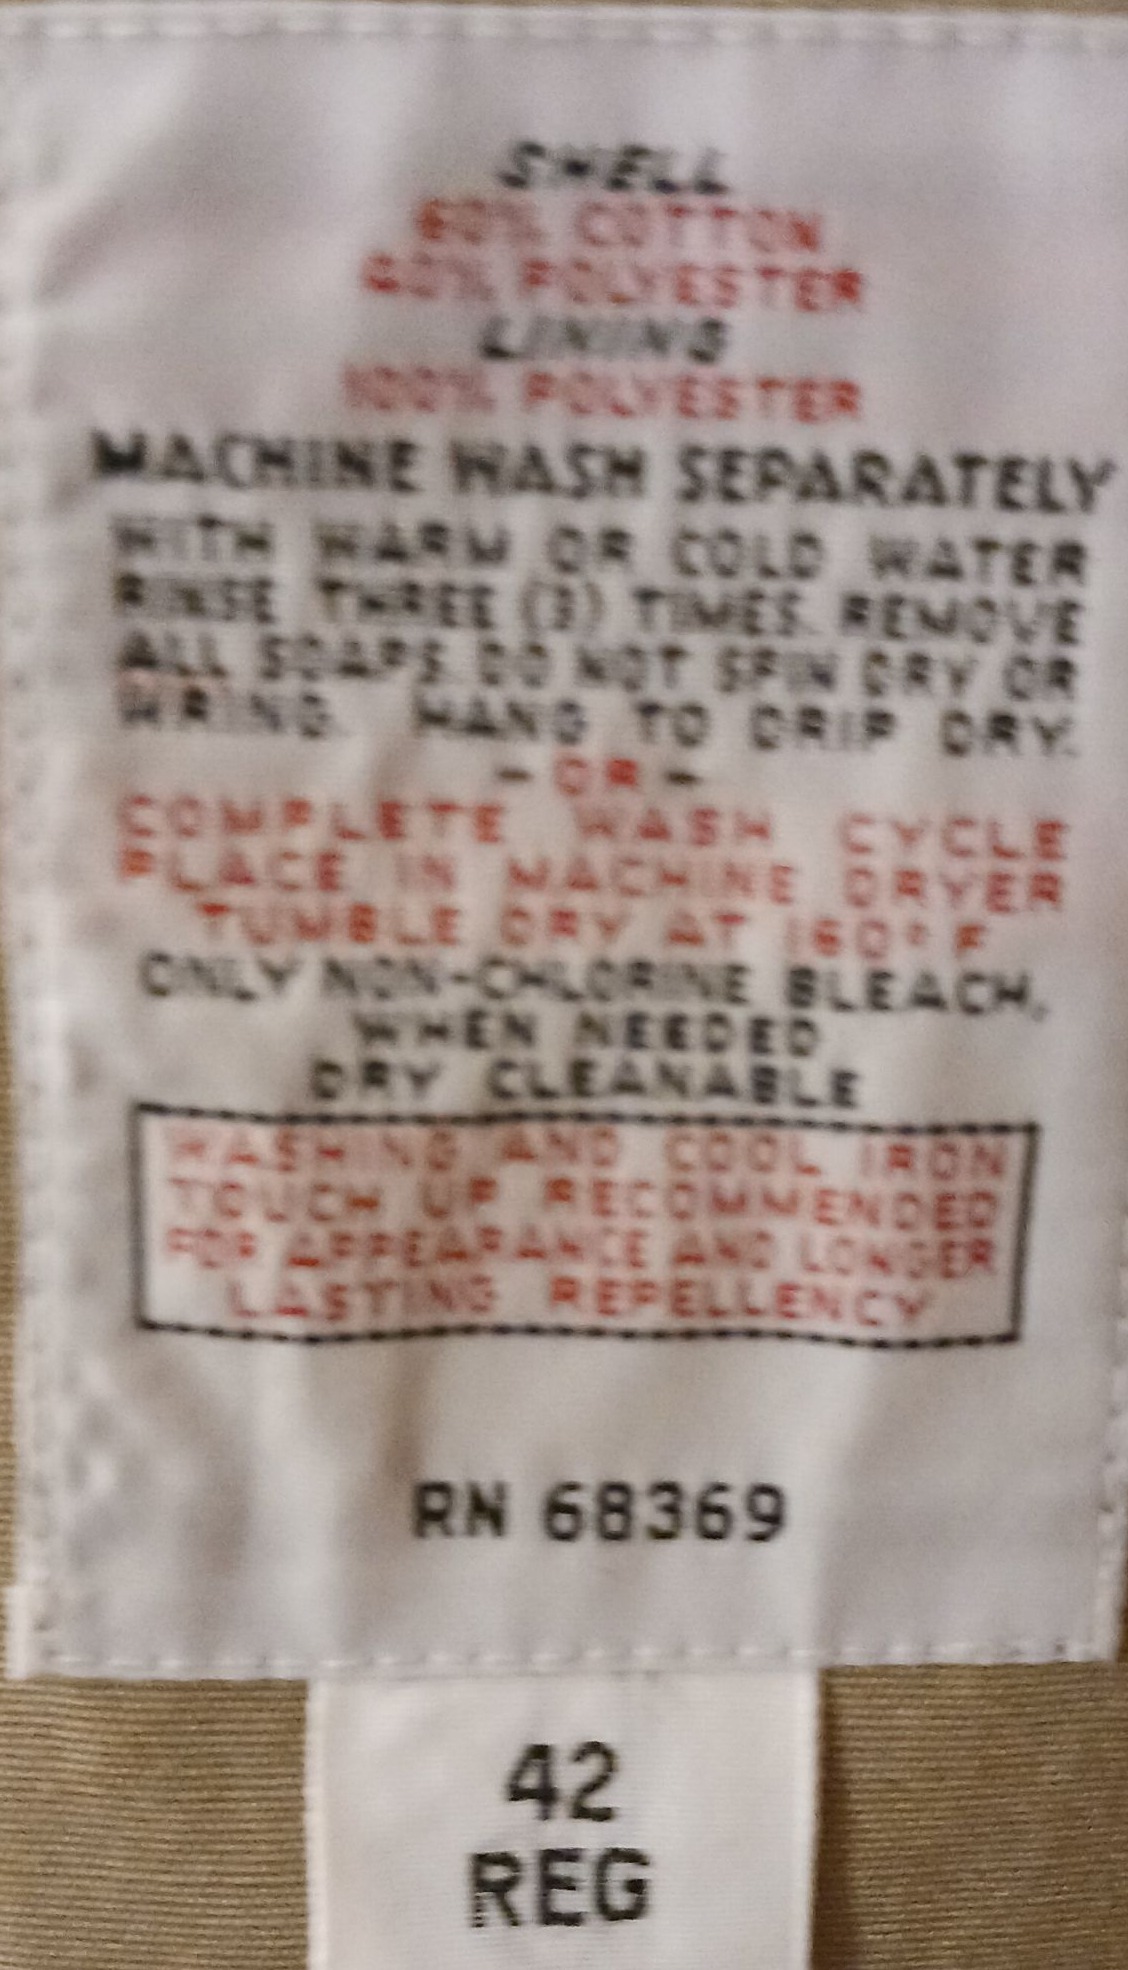 SHELL
60% COTTON
40% POLYESTER
LINING
100% POLYESTER
MACHINE WASH SEPARATELY
WITH WARM OR COLD WATER
RINSE THREE (3) TIMES. REMOVE
ALL SOAPS. DO NOT SPIN DRY OR
WRING. HANG TO DRIP DRY.
- OR -
COMPLETE WASH CYCLE
PLACE IN MACHINE DRYER
TUMBLE DRY AT 160° F
ONLY NON-CHLORINE BLEACH,
WHEN NEEDED
DRY CLEANABLE
WASHING AND COOL IRON
TOUCH UP RECOMMENDED
FOR APPEARANCE AND LONGER
LASTING REPELLENCY
RN 68369
42
REG